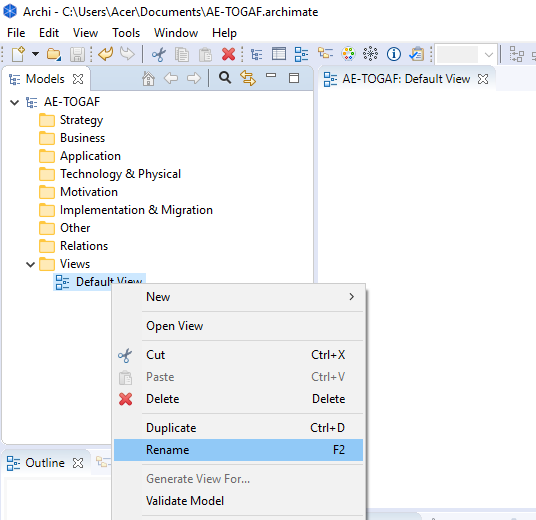 Archi - C:\Users\Acer\Documents\AE-TOGAF.archimate
File Edit View Tools Window Help
Models
AE-TOGAF: Default View
AE-TOGAF
Strategy
Business
Application
Technology & Physical
Motivation
Implementation & Migration
Other
Relations
Views
Default View
New
Open View
Cut Ctrl+X
Paste Ctrl+V
Delete Delete
Duplicate Ctrl+D
Rename F2
Generate View For...
Validate Model
Outline